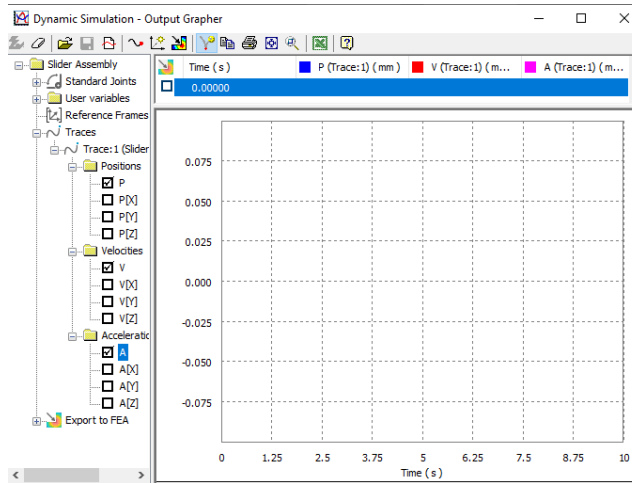 Dynamic Simulation - Output Grapher
Slider Assembly
Standard Joints
User variables
Reference Frames
Traces
Trace:1 (Slider
Positions
P
P[X]
P[Y]
P[Z]
Velocities
V
V[X]
V[Y]
V[Z]
Acceleratic
A
A[X]
A[Y]
A[Z]
Export to FEA
Time ( s ) P (Trace:1) ( mm ) V (Trace:1) ( m... A (Trace:1) ( m...
0.00000
0.075
0.050
0.025
0.000
-0.025
-0.050
-0.075
0 1.25 2.5 3.75 5 6.25 7.5 8.75 10
Time ( s )